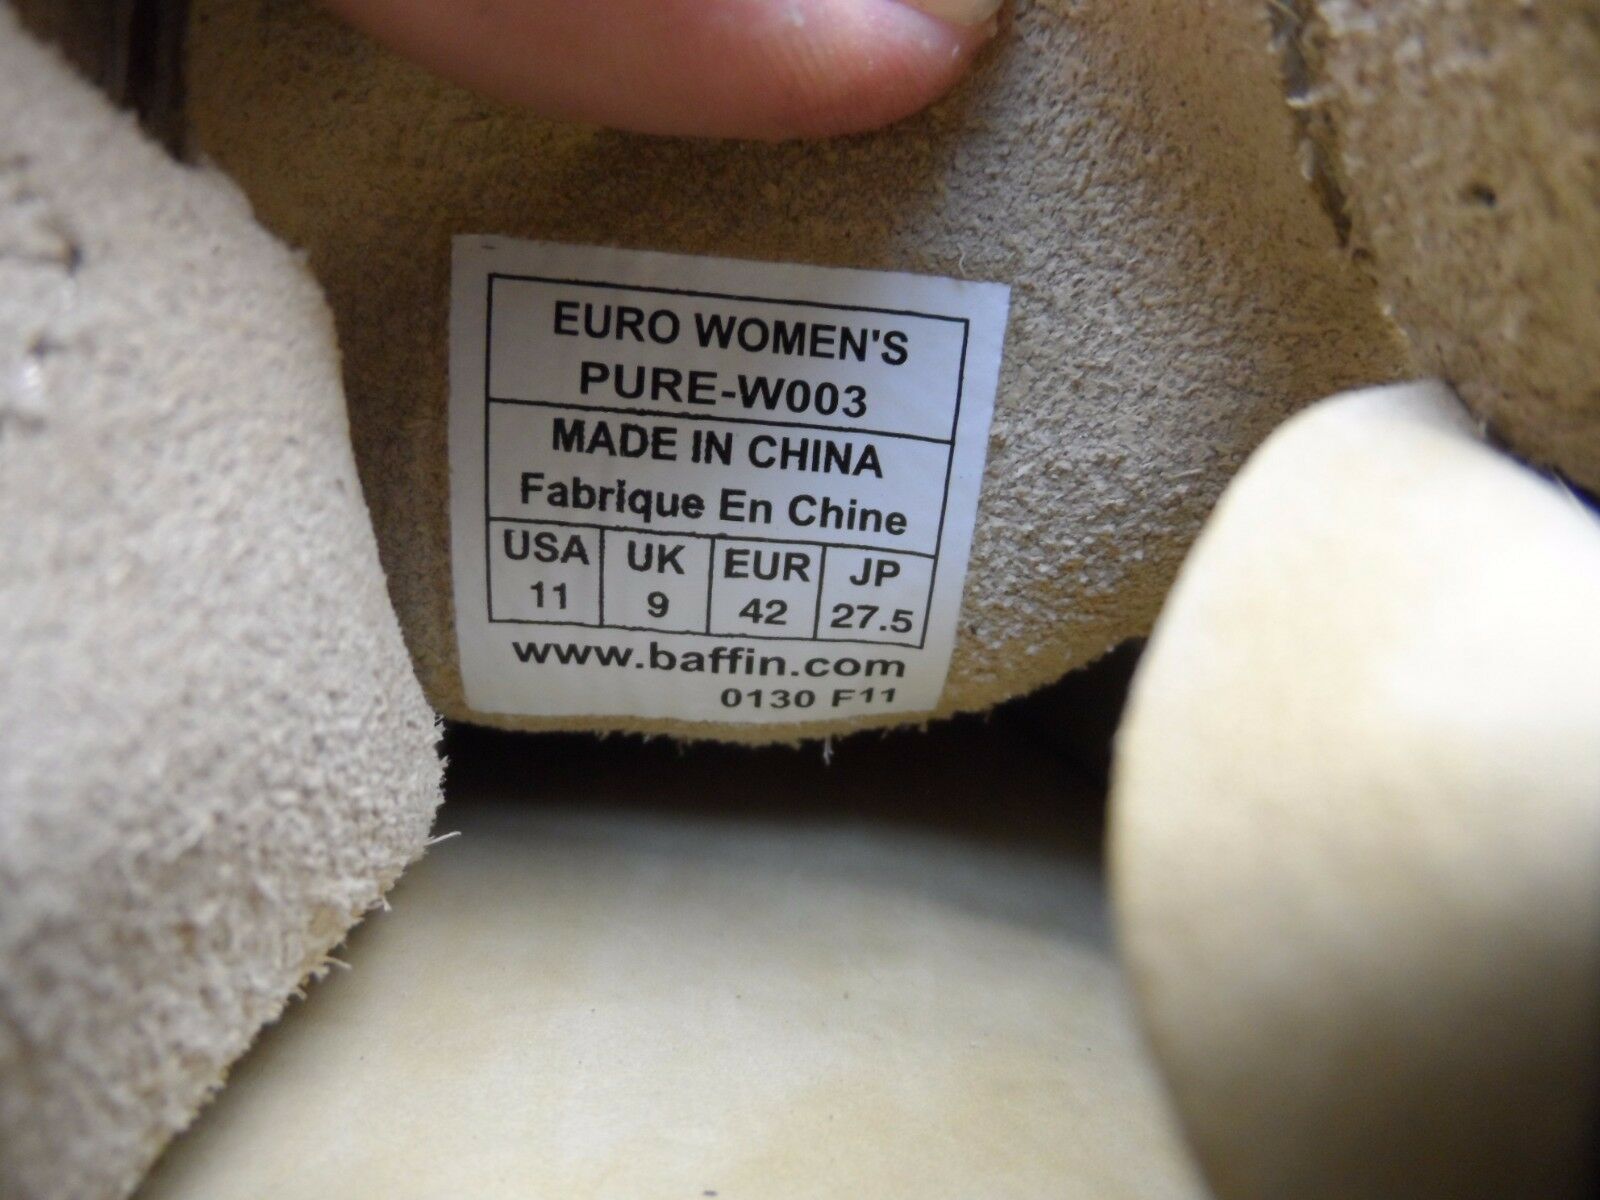 EURO WOMEN'S
PURE-W003
MADE IN CHINA
Fabrique En Chine
USA UK EUR JP
11 9 42 27.5
www.baffin.com
0130 F11